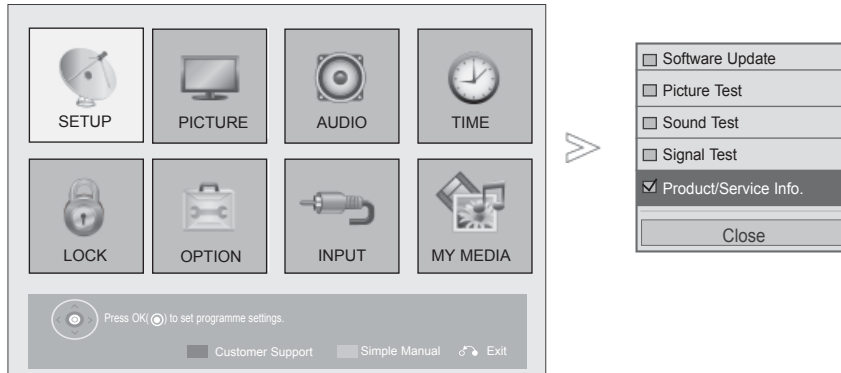 SETUP
PICTURE
AUDIO
TIME
LOCK
OPTION
INPUT
MY MEDIA
Press OK( ) to set programme settings.
Customer Support
Simple Manual
Exit
Software Update
Picture Test
Sound Test
Signal Test
Product/Service Info.
Close